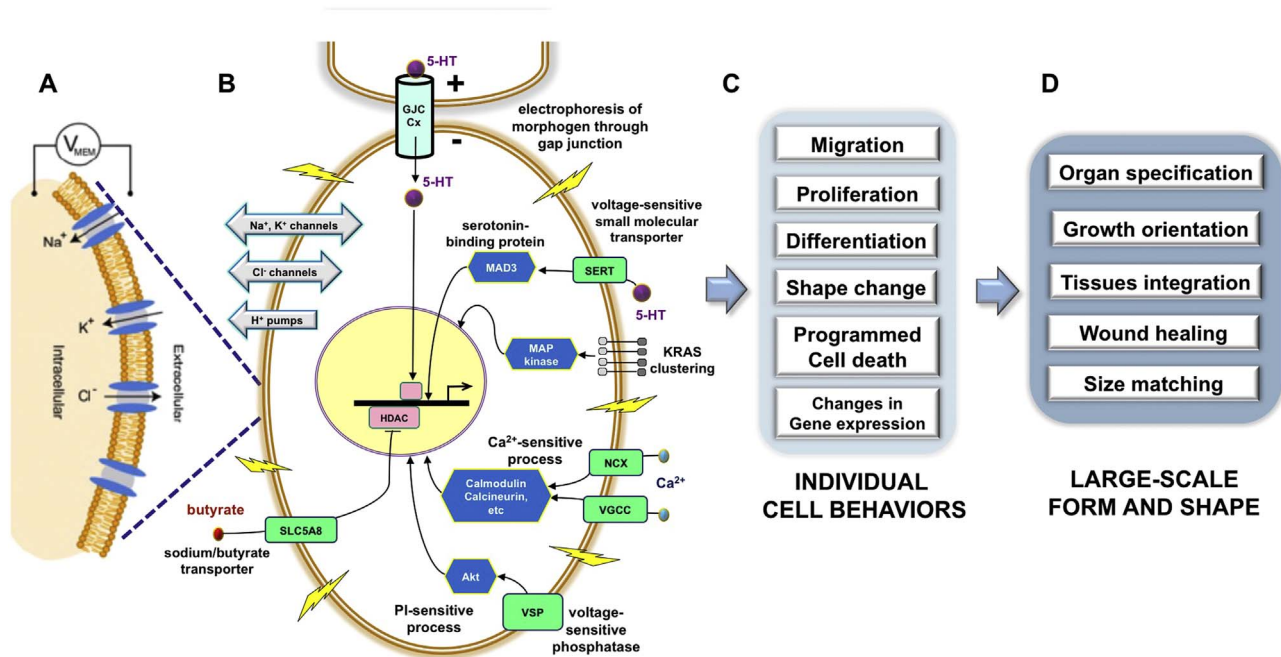 A
V MEM
Na⁺
K⁺
Cl⁻
Intracellular
Extracellular
B
5-HT
GJC
Cx
+
-
electrophoresis of
morphogen through
gap junction
5-HT
Na⁺, K⁺ channels
Cl⁻ channels
H⁺ pumps
voltage-sensitive
small molecular
transporter
serotonin-
binding protein
MAD3
SERT
5-HT
MAP
kinase
KRAS
clustering
HDAC
Ca²⁺-sensitive
process
NCX
Ca²⁺
VGCC
Calmodulin
Calcineurin,
etc
butyrate
SLC5A8
sodium/butyrate
transporter
Akt
PI-sensitive
process
VSP
voltage-
sensitive
phosphatase
C
Migration
Proliferation
Differentiation
Shape change
Programmed
Cell death
Changes in
Gene expression
INDIVIDUAL
CELL BEHAVIORS
D
Organ specification
Growth orientation
Tissues integration
Wound healing
Size matching
LARGE-SCALE
FORM AND SHAPE